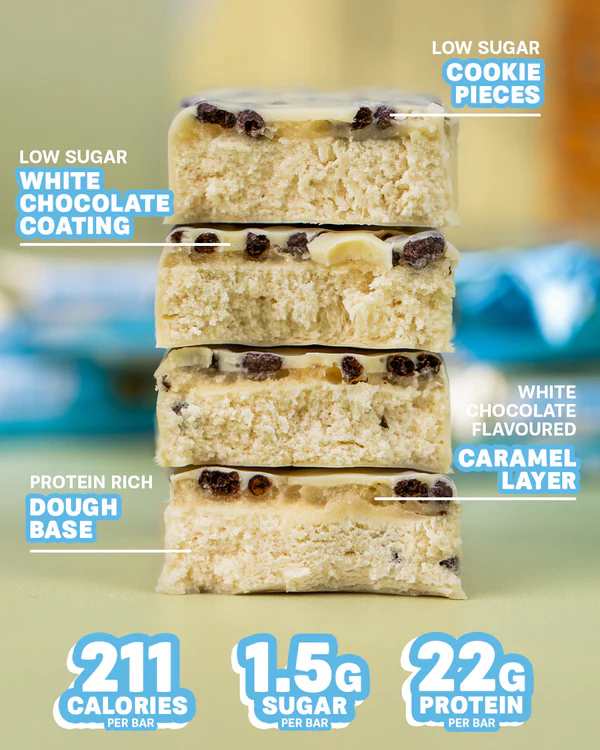 LOW SUGAR
COOKIE
PIECES
LOW SUGAR
WHITE
CHOCOLATE
COATING
WHITE
CHOCOLATE
FLAVOURED
CARAMEL
LAYER
PROTEIN RICH
DOUGH
BASE
211
CALORIES
PER BAR
1.5G
SUGAR
PER BAR
22G
PROTEIN
PER BAR